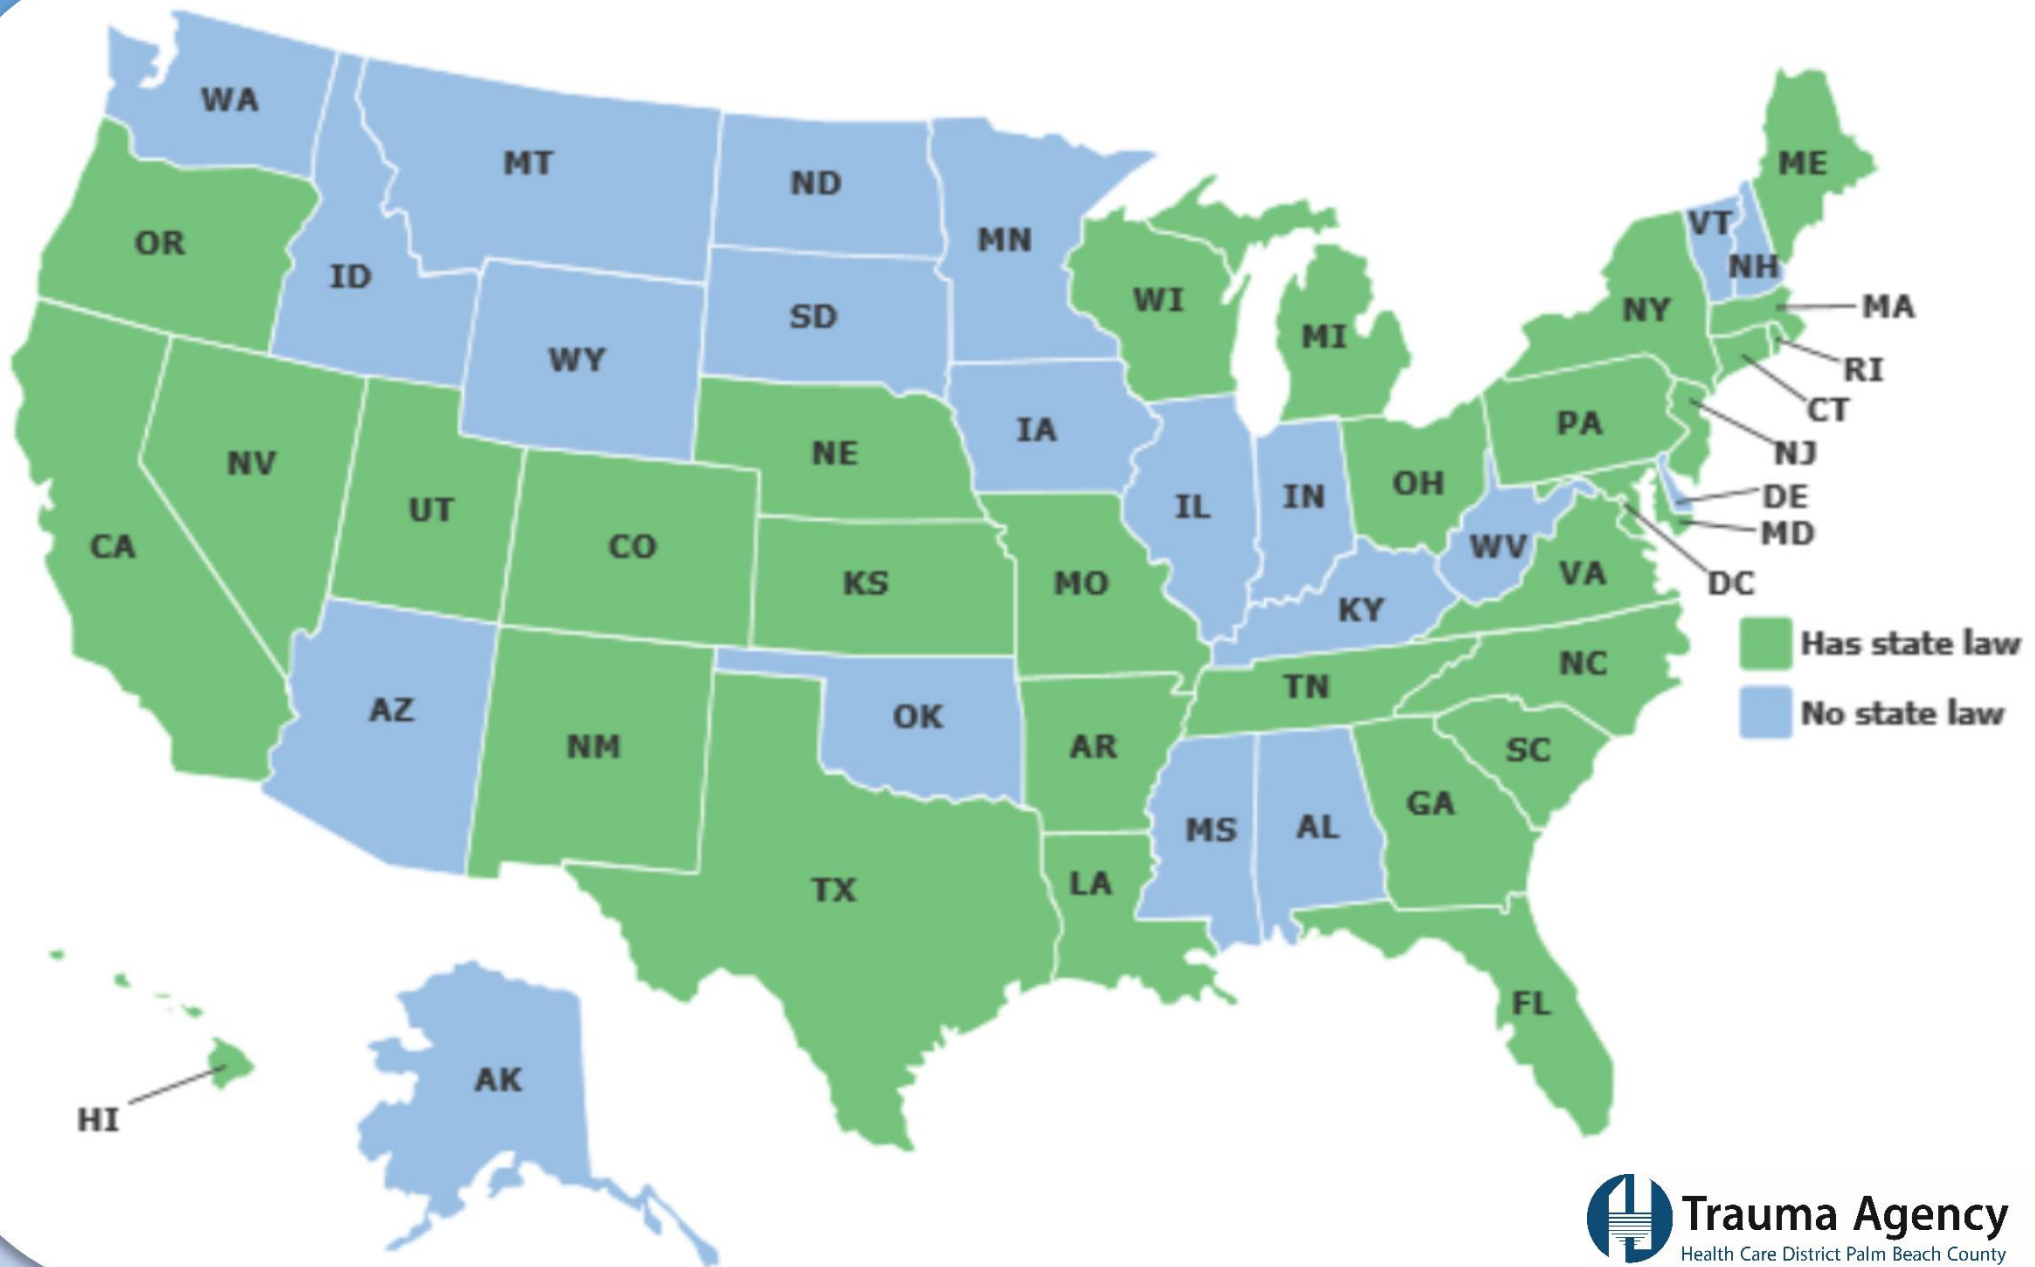 WA
MT
ND
MN
ME
VT
NH
OR
ID
SD
WI
MI
NY
MA
WY
RI
CT
NV
UT
NE
IA
PA
NJ
IL
IN
OH
DE
MD
CA
CO
KS
MO
WV
VA
DC
KY
Has state law
NC
TN
No state law
AZ
NM
OK
AR
SC
GA
MS
AL
TX
LA
FL
HI
AK
Trauma Agency
Health Care District Palm Beach County